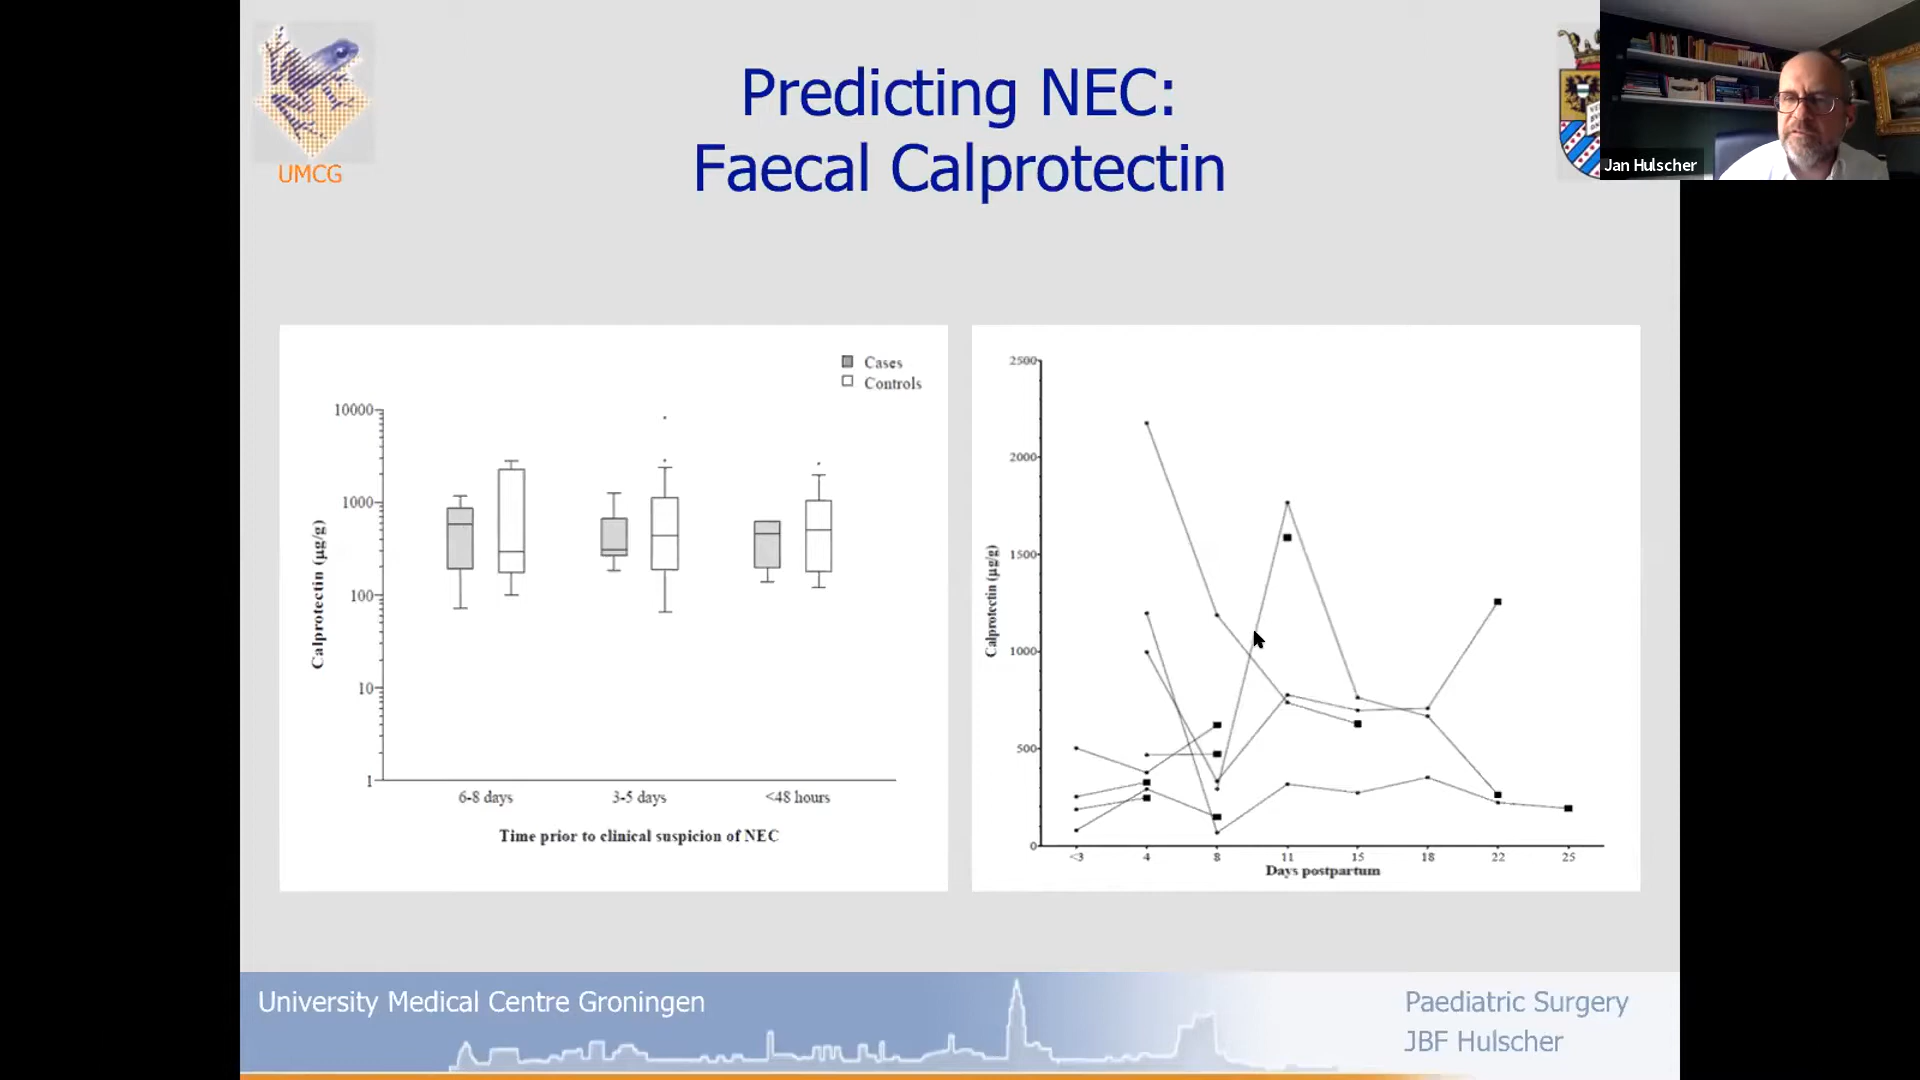 Predicting NEC:
Faecal Calprotectin
UMCG
Jan Hulscher
Cases
Controls
10000
1000
100
10
1
Calprotectin (µg/g)
6-8 days
3-5 days
<48 hours
Time prior to clinical suspicion of NEC
2500
2000
1500
1000
500
0
Calprotectin (µg/g)
<3
4
8
11
15
18
22
25
Days postpartum
University Medical Centre Groningen
Paediatric Surgery
JBF Hulscher